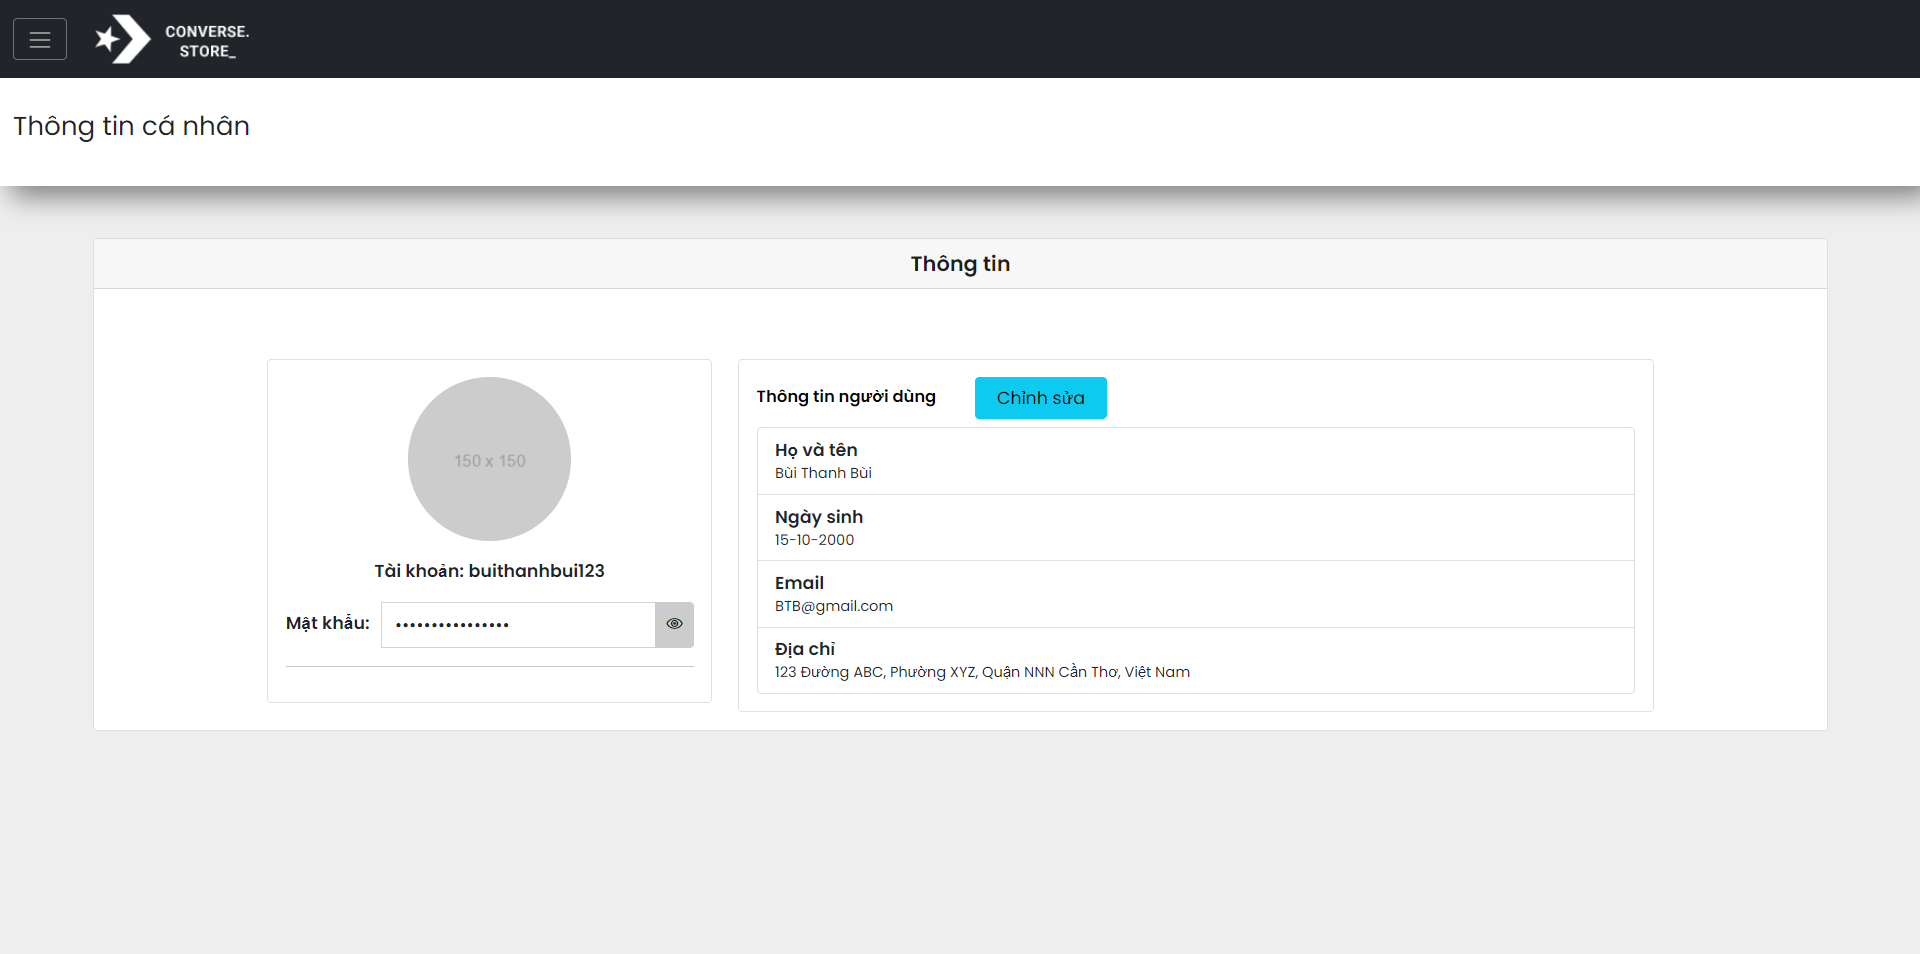 CONVERSE.
STORE_
Thông tin cá nhân
Thông tin
150 x 150
Tài khoản: buithanhbui123
Mật khẩu: ••••••••••••••••
Thông tin người dùng
Chỉnh sửa
Họ và tên
Bùi Thanh Bùi
Ngày sinh
15-10-2000
Email
BTB@gmail.com
Địa chỉ
123 Đường ABC, Phường XYZ, Quận NNN Cần Thơ, Việt Nam